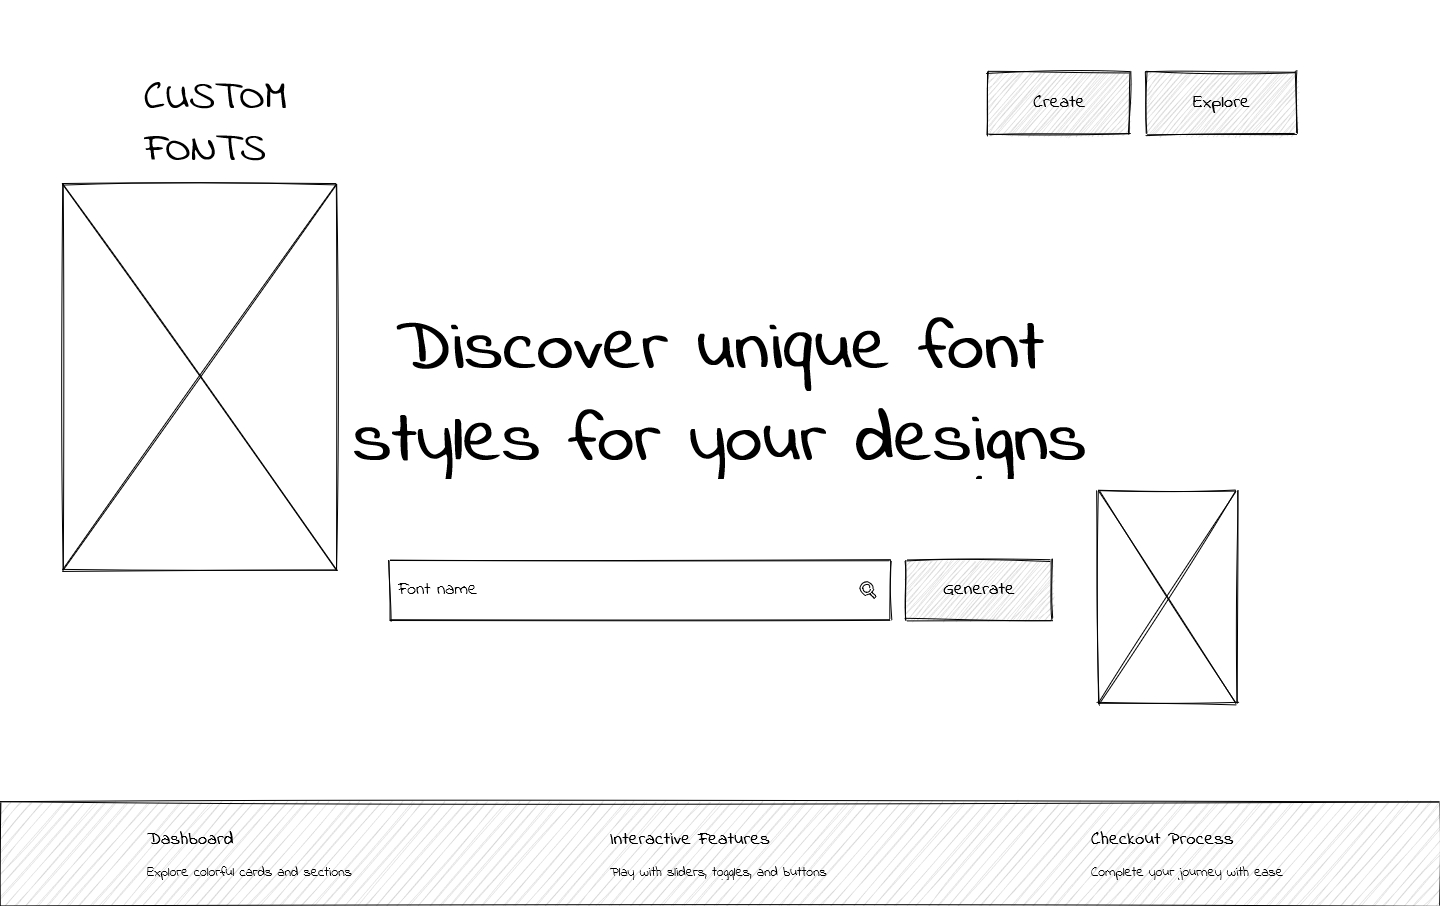 CUSTOM
FONTS
Create
Explore
Discover unique font
styles for your designs
Font name
Generate
Dashboard
Explore colorful cards and sections
Interactive Features
Play with sliders, toggles, and buttons
Checkout Process
Complete your journey with ease